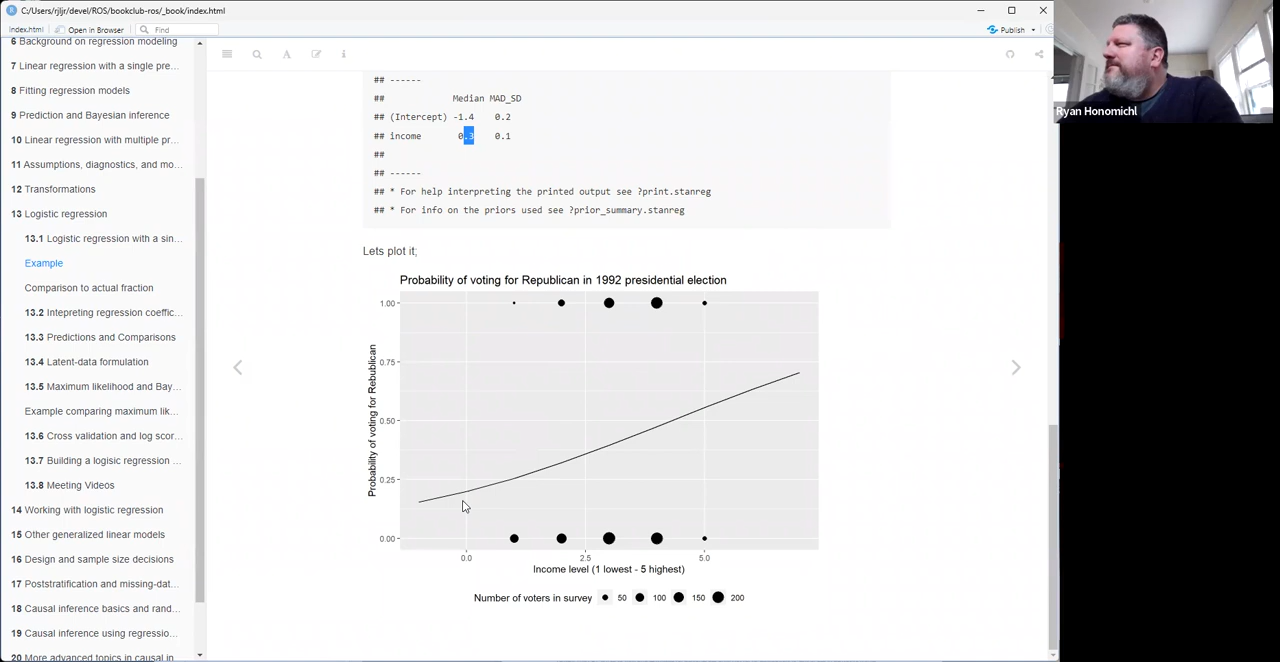 C:/Users/rjljr/devel/ROS/bookclub-ros/_book/index.html
index.html
Open in Browser
Find
Publish
6 Background on regression modeling
7 Linear regression with a single pre...
8 Fitting regression models
9 Prediction and Bayesian inference
10 Linear regression with multiple pr...
11 Assumptions, diagnostics, and mo...
12 Transformations
13 Logistic regression
13.1 Logistic regression with a sin...
Example
Comparison to actual fraction
13.2 Intepreting regression coeffic...
13.3 Predictions and Comparisons
13.4 Latent-data formulation
13.5 Maximum likelihood and Bay...
Example comparing maximum lik...
13.6 Cross validation and log scor...
13.7 Building a logisic regression ...
13.8 Meeting Videos
14 Working with logistic regression
15 Other generalized linear models
16 Design and sample size decisions
17 Poststratification and missing-dat...
18 Causal inference basics and rand...
19 Causal inference using regressio...
20 More advanced topics in causal in
## ------
## Median MAD_SD
## (Intercept) -1.4 0.2
## income 0.3 0.1
##
## ------
## * For help interpreting the printed output see ?print.stanreg
## * For info on the priors used see ?prior_summary.stanreg
Lets plot it;
Probability of voting for Republican in 1992 presidential election
Probability of voting for Rebublican
1.00
0.75
0.50
0.25
0.00
0.0 2.5 5.0
Income level (1 lowest - 5 highest)
Number of voters in survey 50 100 150 200
Ryan Honomichl